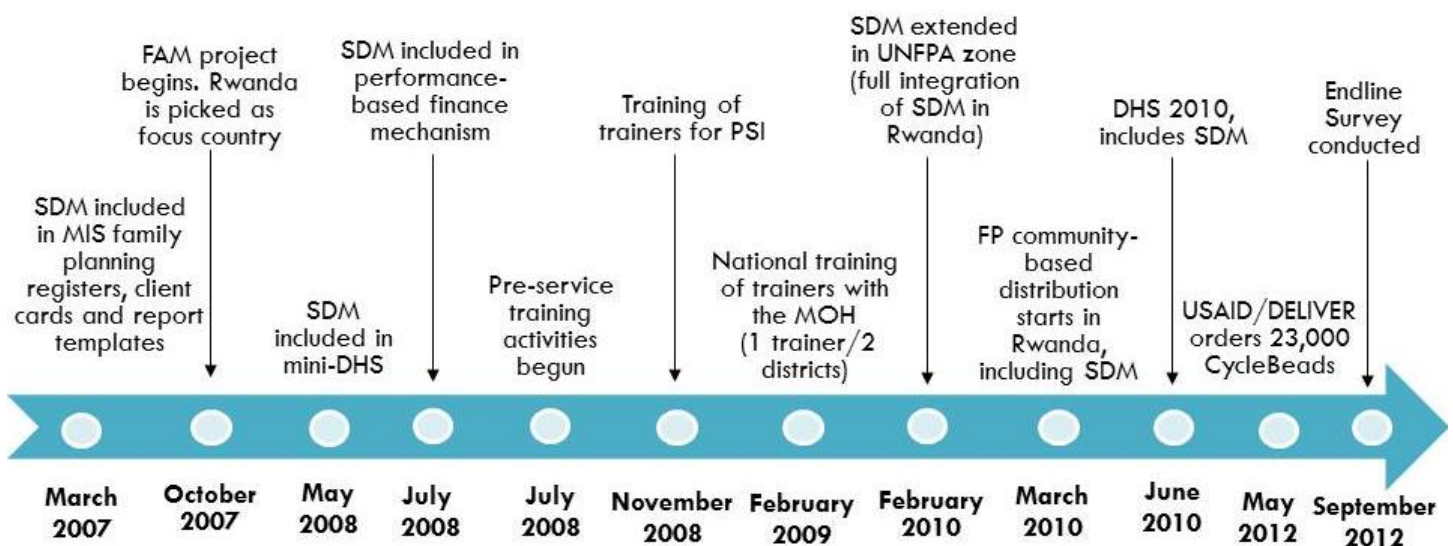 SDM included
in MIS family
planning
registers, client
cards and report
templates
FAM project
begins. Rwanda
is picked as
focus country
SDM
included in
mini-DHS
SDM included in
performance-
based finance
mechanism
Pre-service
training
activities
begun
Training of
trainers for PSI
National training
of trainers with
the MOH
(1 trainer/2
districts)
SDM extended
in UNFPA zone
(full integration
of SDM in
Rwanda)
FP community-
based
distribution
starts in
Rwanda,
including SDM
DHS 2010,
includes SDM
USAID/DELIVER
orders 23,000
CycleBeads
Endline
Survey
conducted
March
2007
October
2007
May
2008
July
2008
July
2008
November
2008
February
2009
February
2010
March
2010
June
2010
May
2012
September
2012